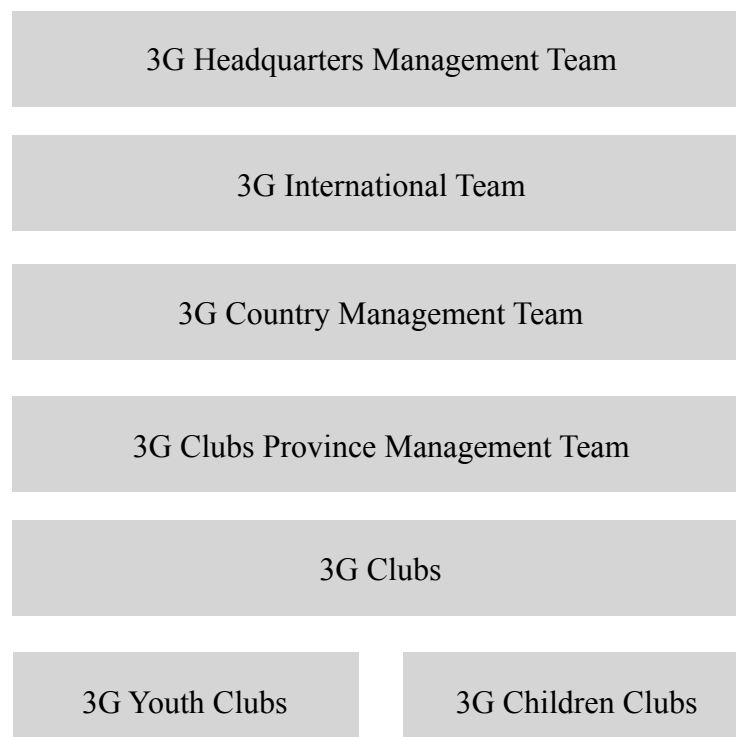 3G Headquarters Management Team
3G International Team
3G Country Management Team
3G Clubs Province Management Team
3G Clubs
3G Youth Clubs
3G Children Clubs